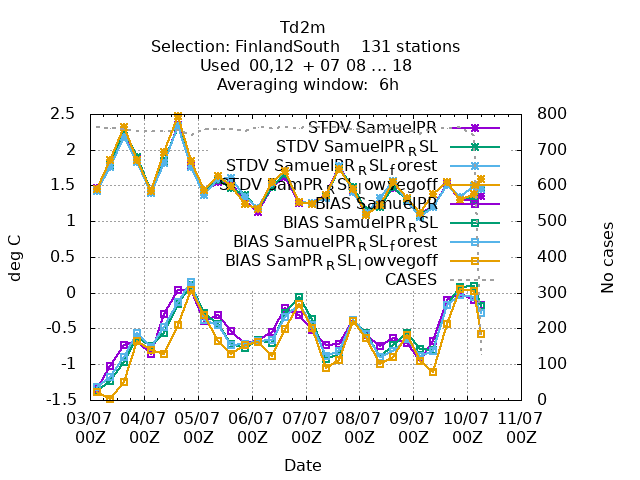 Td2m
Selection: FinlandSouth 131 stations
Used 00,12 + 07 08 ... 18
Averaging window: 6h
2.5 800
STDV SamuelPR
STDV SamuelPR_RSL
2 700
STDV SamuelPR_RSL_forest
STDV SamPR_RSL_lowvegoff
1.5 600
BIAS SamuelPR
BIAS SamuelPR_RSL
1 500
BIAS SamuelPR_RSL_forest
BIAS SamPR_RSL_lowvegoff
0.5 400
CASES
0 300
-0.5 200
-1 100
-1.5 0
deg C
No cases
03/07 04/07 05/07 06/07 07/07 08/07 09/07 10/07 11/07
00Z 00Z 00Z 00Z 00Z 00Z 00Z 00Z 00Z
Date